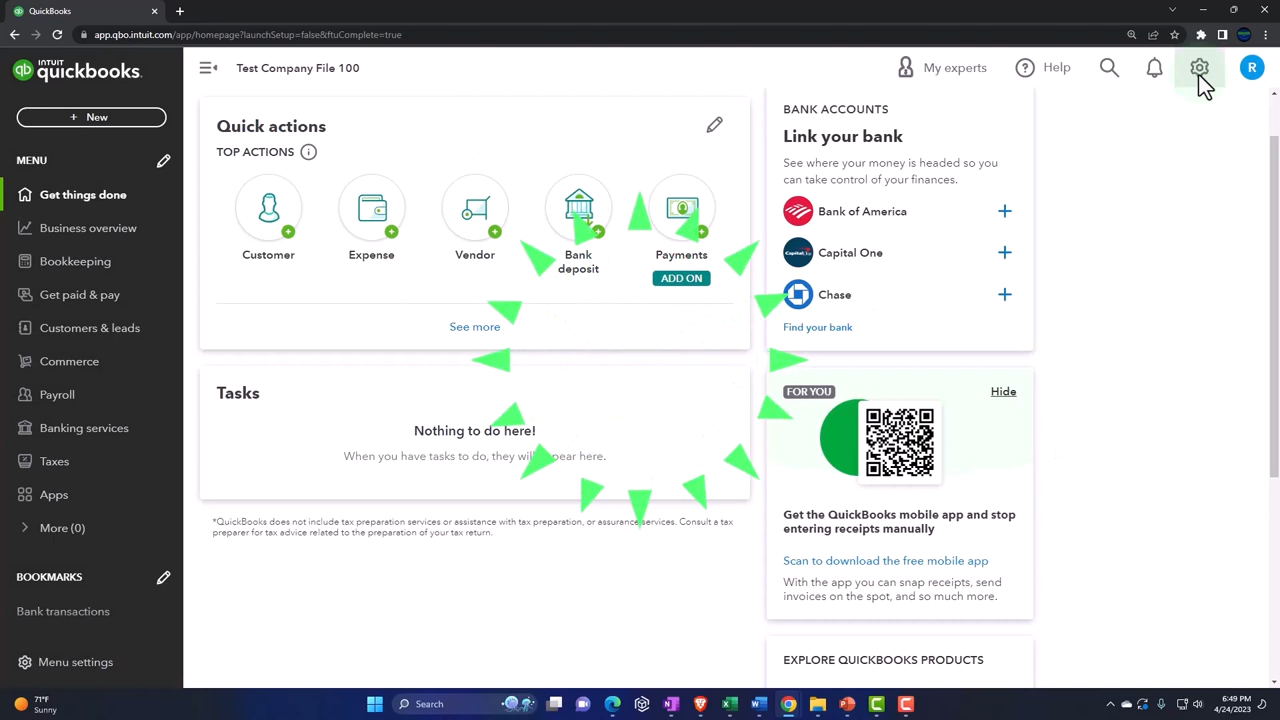 QuickBooks
app.qbo.intuit.com/app/homepage?launchSetup=false&ftuComplete=true
INTUIT
quickbooks.
Test Company File 100
My experts
Help
R
+ New
MENU
Get things done
Business overview
Bookkeeping
Get paid & pay
Customers & leads
Commerce
Payroll
Banking services
Taxes
Apps
More (0)
BOOKMARKS
Bank transactions
Menu settings
Quick actions
TOP ACTIONS
Customer
Expense
Vendor
Bank
deposit
Payments
ADD ON
See more
Tasks
Nothing to do here!
When you have tasks to do, they will appear here.
*QuickBooks does not include tax preparation services or assistance with tax preparation, or assurance services. Consult a tax
preparer for tax advice related to the preparation of your tax return.
BANK ACCOUNTS
Link your bank
See where your money is headed so you
can take control of your finances.
Bank of America
Capital One
Chase
Find your bank
FOR YOU
Hide
Get the QuickBooks mobile app and stop
entering receipts manually
Scan to download the free mobile app
With the app you can snap receipts, send
invoices on the spot, and so much more.
EXPLORE QUICKBOOKS PRODUCTS
71°F
Sunny
Search
6:49 PM
4/24/2023